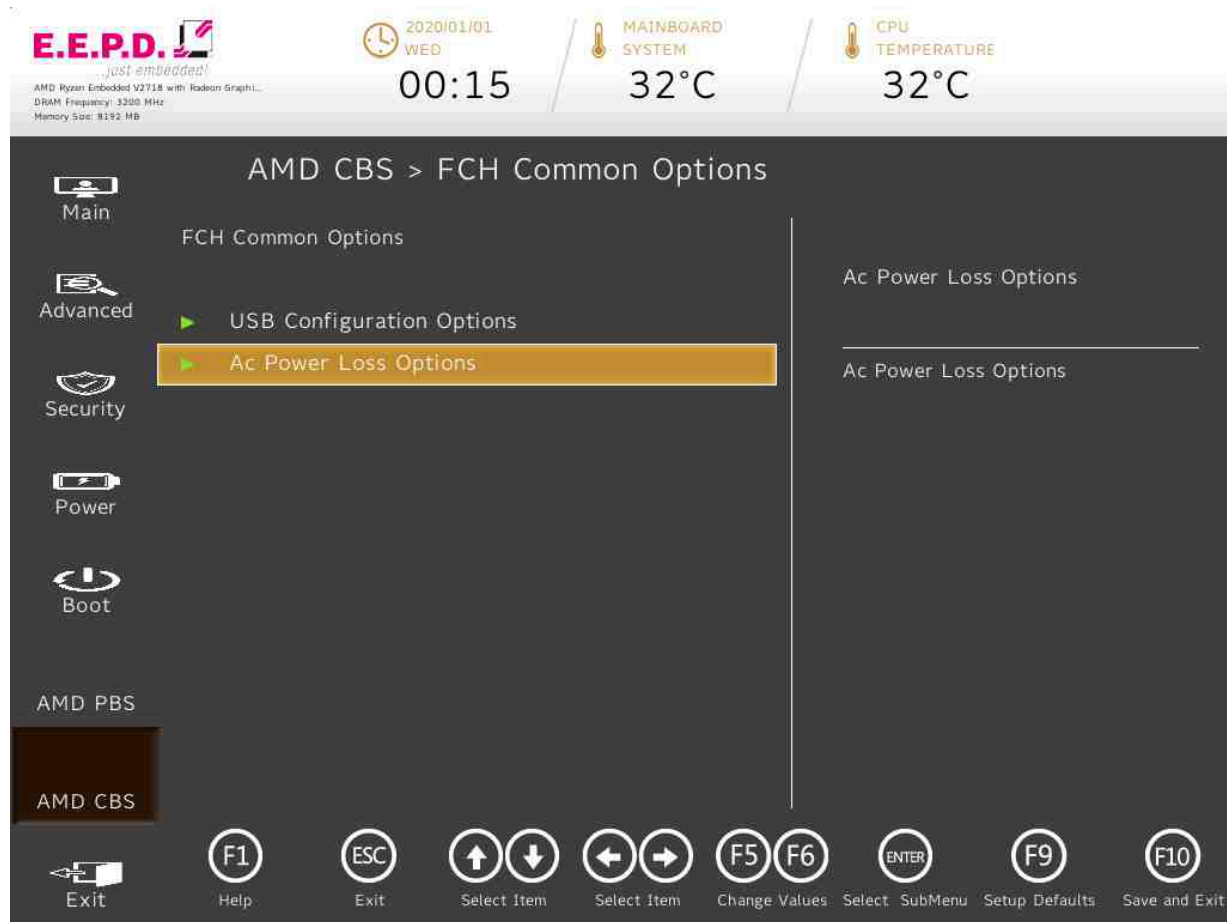 E.E.P.D.
...just embedded!
AMD Ryzen Embedded V2718 with Radeon Graphi...
DRAM Frequency: 3200 MHz
Memory Size: 8192 MB
2020/01/01
WED
00:15
MAINBOARD
SYSTEM
32°C
CPU
TEMPERATURE
32°C
AMD CBS > FCH Common Options
Main
Advanced
Security
Power
Boot
AMD PBS
AMD CBS
Exit
FCH Common Options
USB Configuration Options
Ac Power Loss Options
Ac Power Loss Options
Ac Power Loss Options
F1
Help
ESC
Exit
Select Item
Select Item
F5 F6
Change Values
ENTER
Select SubMenu
F9
Setup Defaults
F10
Save and Exit